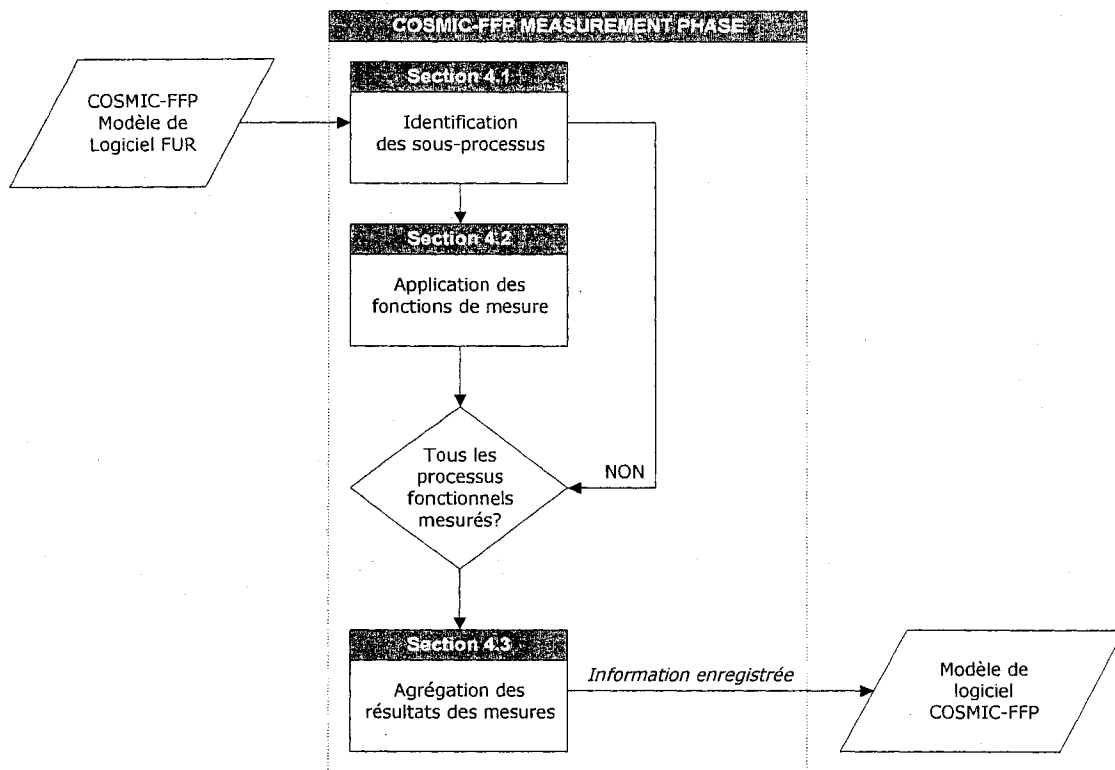 COSMIC-FFP MEASUREMENT PHASE
COSMIC-FFP
Modèle de
Logiciel FUR
Section 4.1
Identification
des sous-processus
Section 4.2
Application des
fonctions de mesure
Tous les
processus
fonctionnels
mesurés?
NON
Section 4.3
Agrégation des
résultats des mesures
Information enregistrée
Modèle de
logiciel
COSMIC-FFP